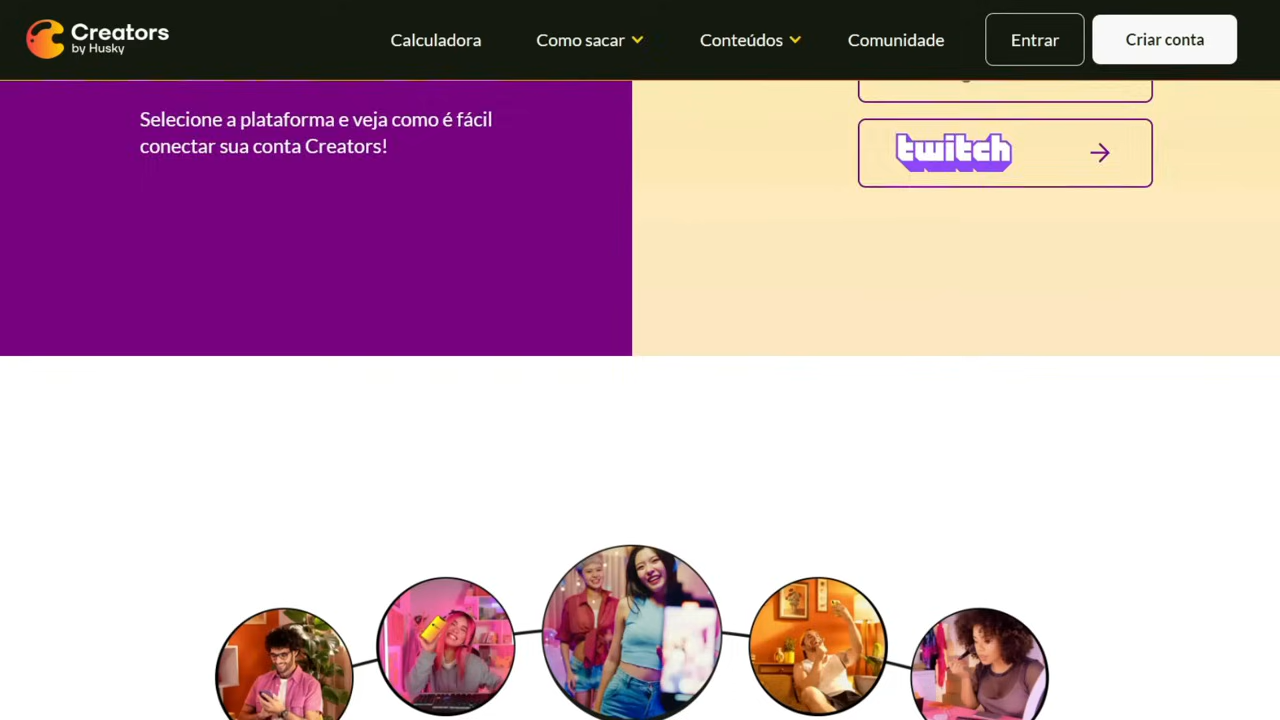 Creators
by Husky
Calculadora
Como sacar
Conteúdos
Comunidade
Entrar
Criar conta
Selecione a plataforma e veja como é fácil
conectar sua conta Creators!
twitch